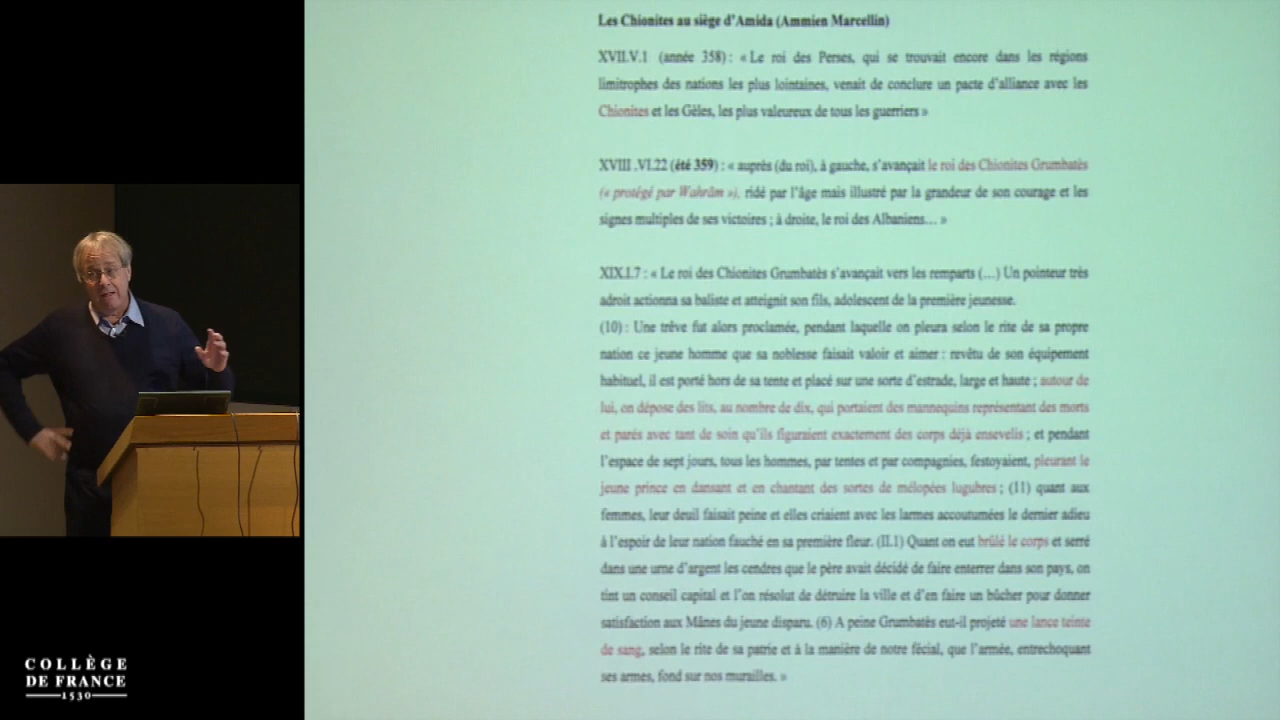 Les Chionites au siège d'Amida (Ammien Marcellin)
XVII.V.1 (année 358) : « Le roi des Perses, qui se trouvait encore dans les régions
limitrophes des nations les plus lointaines, venait de conclure un pacte d'alliance avec les
Chionites et les Gèles, les plus valeureux de tous les guerriers »
XVIII .VI.22 (été 359) : « auprès (du roi), à gauche, s'avançait le roi des Chionites Grumbatès
(« protégé par Wahrām »), ridé par l'âge mais illustré par la grandeur de son courage et les
signes multiples de ses victoires ; à droite, le roi des Albaniens… »
XIX.I.7 : « Le roi des Chionites Grumbatès s'avançait vers les remparts (…) Un pointeur très
adroit actionna sa baliste et atteignit son fils, adolescent de la première jeunesse.
(10) : Une trêve fut alors proclamée, pendant laquelle on pleura selon le rite de sa propre
nation ce jeune homme que sa noblesse faisait valoir et aimer : revêtu de son équipement
habituel, il est porté hors de sa tente et placé sur une sorte d'estrade, large et haute ; autour de
lui, on dépose des lits, au nombre de dix, qui portaient des mannequins représentant des morts
et parés avec tant de soin qu'ils figuraient exactement des corps déjà ensevelis ; et pendant
l'espace de sept jours, tous les hommes, par tentes et par compagnies, festoyaient, pleurant le
jeune prince en dansant et en chantant des sortes de mélopées lugubres ; (11) quant aux
femmes, leur deuil faisait peine et elles criaient avec les larmes accoutumées le dernier adieu
à l'espoir de leur nation fauché en sa première fleur. (II.1) Quant on eut brûlé le corps et serré
dans une urne d'argent les cendres que le père avait décidé de faire enterrer dans son pays, on
tint un conseil capital et l'on résolut de détruire la ville et d'en faire un bûcher pour donner
satisfaction aux Mânes du jeune disparu. (6) A peine Grumbatès eut-il projeté une lance teinte
de sang, selon le rite de sa patrie et à la manière de notre fécial, que l'armée, entrechoquant
ses armes, fond sur nos murailles. »
COLLÈGE
DE FRANCE
1530